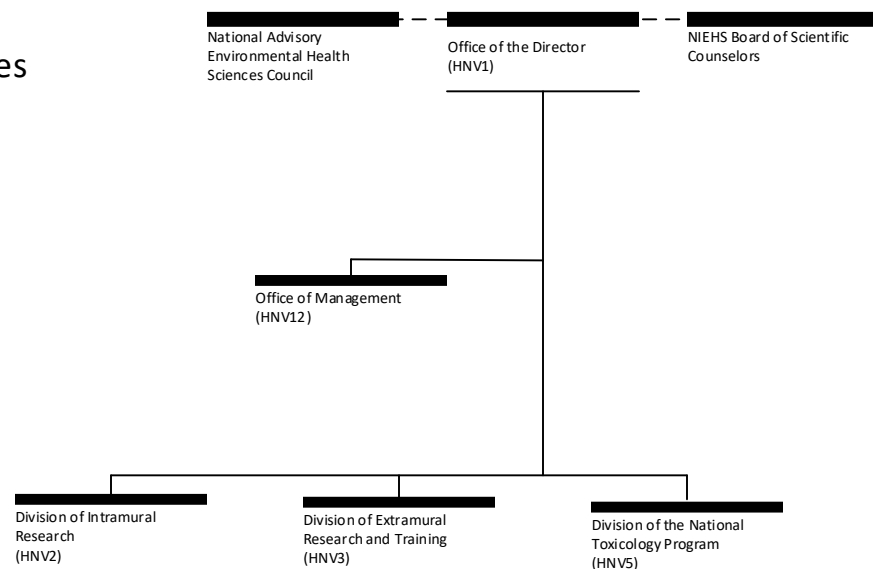 es
National Advisory
Environmental Health
Sciences Council
Office of the Director
(HNV1)
NIEHS Board of Scientific
Counselors
Office of Management
(HNV12)
Division of Intramural
Research
(HNV2)
Division of Extramural
Research and Training
(HNV3)
Division of the National
Toxicology Program
(HNV5)